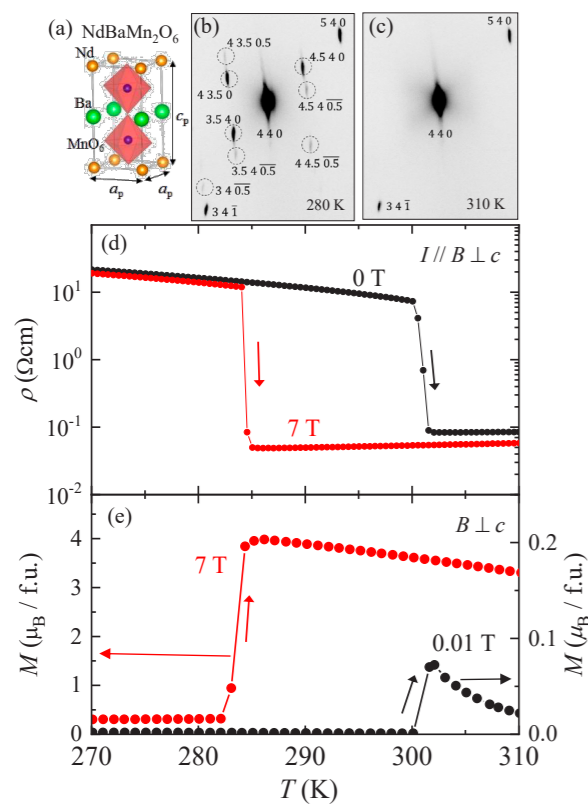 (a) NdBaMn₂O₆
Nd
Ba
MnO₆
cₚ
aₚ
aₚ
(b)
5 4 0
4 3.5 0.5
4.5 4 0
4 3.5 0
4.5 4 0̅.̅5̅
3.5 4 0
4 4 0
3.5 4 0̅.̅5̅
4 4.5 0̅.̅5̅
3 4 0̅.̅5̅
3 4 1̅
280 K
(c)
5 4 0
4 4 0
3 4 1̅
310 K
(d)
0 T
I // B ⊥ c
7 T
ρ (Ωcm)
10¹
10⁰
10⁻¹
10⁻²
(e)
B ⊥ c
7 T
0.01 T
M (μB / f.u.)
4
3
2
1
0
M (μB / f.u.)
0.2
0.1
0.0
270 280 290 300 310
T (K)